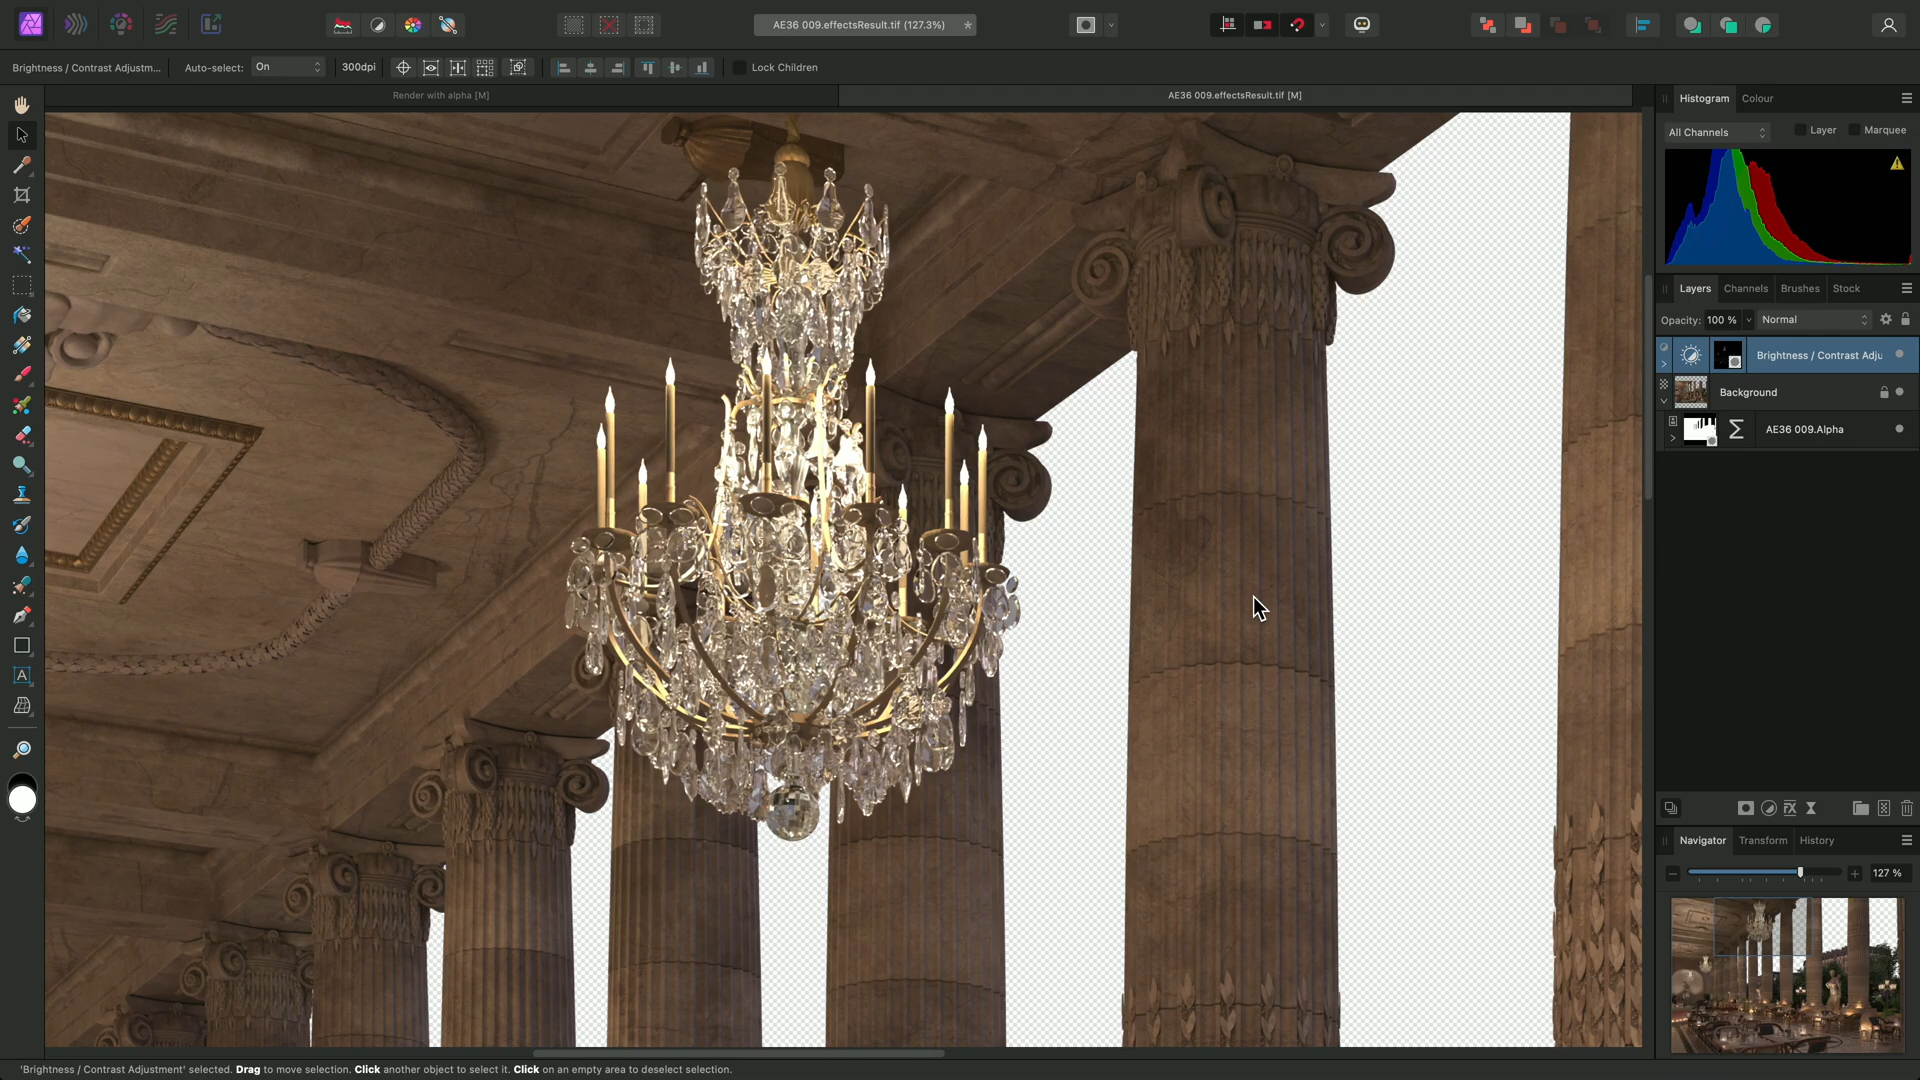 AE36 009.effectsResult.tif (127.3%)
*
Brightness / Contrast Adjustm...
Auto-select:
On
300dpi
Lock Children
Render with alpha [M]
AE36 009.effectsResult.tif [M]
Histogram
Colour
All Channels
Layer
Marquee
Layers
Channels
Brushes
Stock
Opacity:
100 %
Normal
Brightness / Contrast Adju
Background
AE36 009.Alpha
Navigator
Transform
History
127 %
'Brightness / Contrast Adjustment' selected. Drag to move selection. Click another object to select it. Click on an empty area to deselect selection.